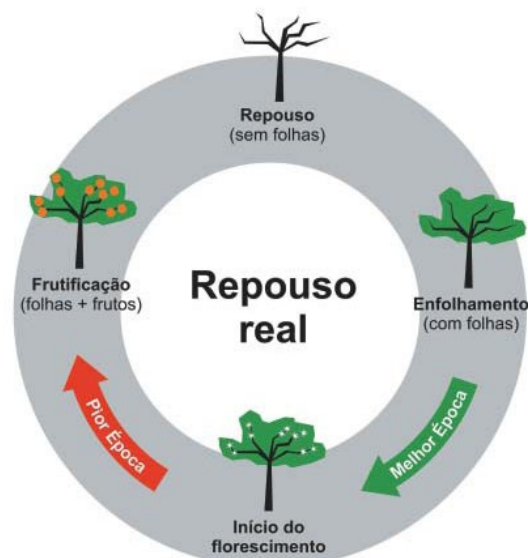 Repouso
(sem folhas)
Frutificação
(folhas + frutos)
Repouso
real
Enfolhamento
(com folhas)
Pior Época
Melhor Época
Início do
florescimento